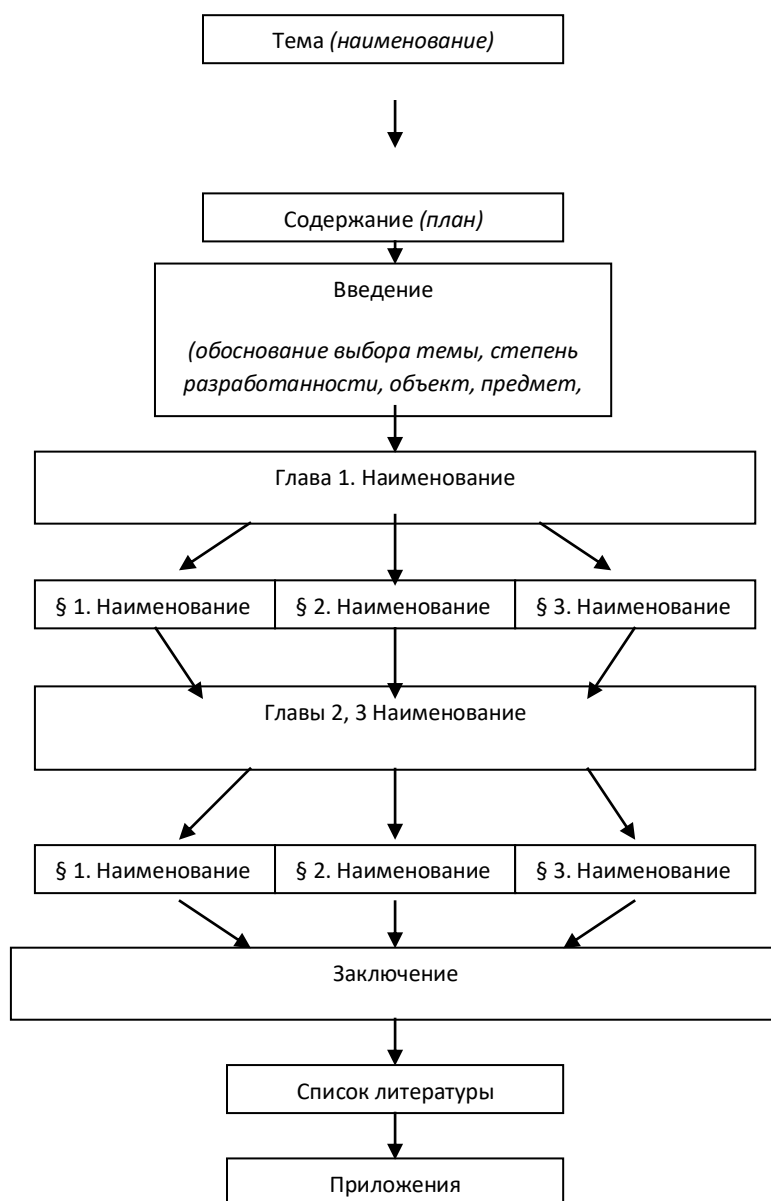 Тема (наименование)
Содержание (план)
Введение
(обоснование выбора темы, степень
разработанности, объект, предмет,
Глава 1. Наименование
§ 1. Наименование
§ 2. Наименование
§ 3. Наименование
Главы 2, 3 Наименование
§ 1. Наименование
§ 2. Наименование
§ 3. Наименование
Заключение
Список литературы
Приложения